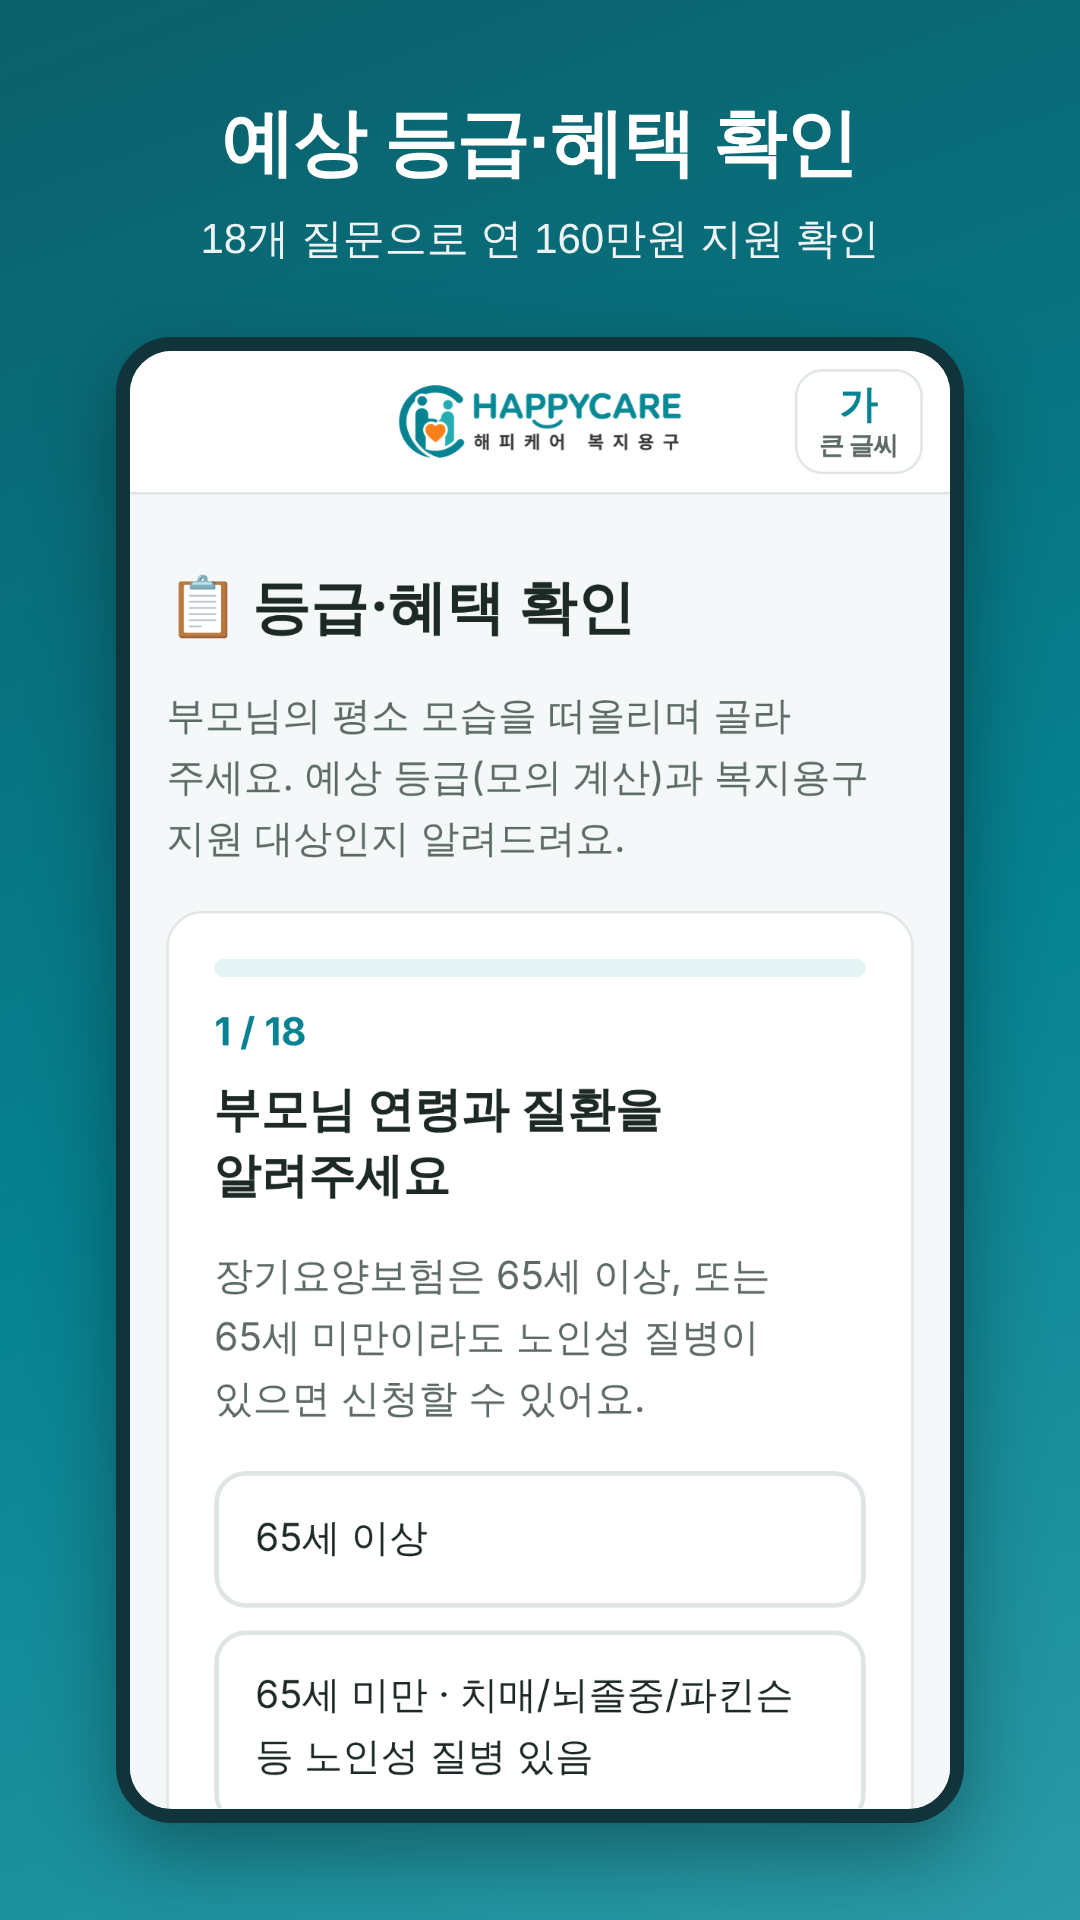 예상 등급·혜택 확인
18개 질문으로 연 160만원 지원 확인
HAPPYCARE
해피케어 복지용구
가
큰 글씨
등급·혜택 확인
부모님의 평소 모습을 떠올리며 골라
주세요. 예상 등급(모의 계산)과 복지용구
지원 대상인지 알려드려요.
1 / 18
부모님 연령과 질환을
알려주세요
장기요양보험은 65세 이상, 또는
65세 미만이라도 노인성 질병이
있으면 신청할 수 있어요.
65세 이상
65세 미만 · 치매/뇌졸중/파킨슨
등 노인성 질병 있음